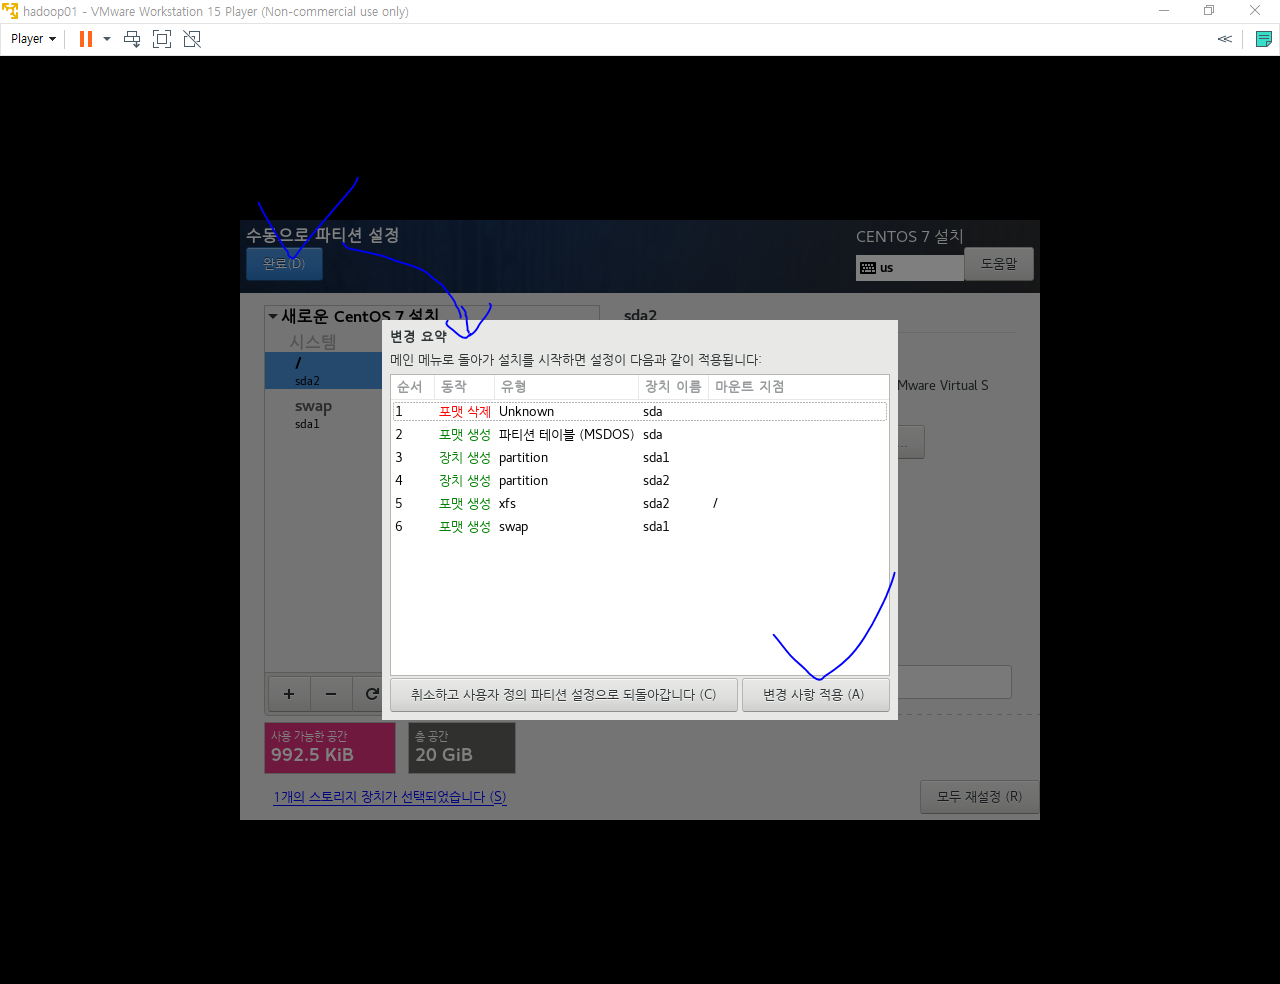 hadoop01 - VMware Workstation 15 Player (Non-commercial use only)
Player
수동으로 파티션 설정
CENTOS 7 설치
완료(D)
us
도움말
새로운 CentOS 7 설치
sda2
시스템
/
sda2
swap
sda1
Mware Virtual S
...
변경 요약
메인 메뉴로 돌아가 설치를 시작하면 설정이 다음과 같이 적용됩니다:
순서 동작 유형 장치 이름 마운트 지점
1 포맷 삭제 Unknown sda
2 포맷 생성 파티션 테이블 (MSDOS) sda
3 장치 생성 partition sda1
4 장치 생성 partition sda2
5 포맷 생성 xfs sda2 /
6 포맷 생성 swap sda1
취소하고 사용자 정의 파티션 설정으로 되돌아갑니다 (C)
변경 사항 적용 (A)
사용 가능한 공간
992.5 KiB
총 공간
20 GiB
1개의 스토리지 장치가 선택되었습니다 (S)
모두 재설정 (R)